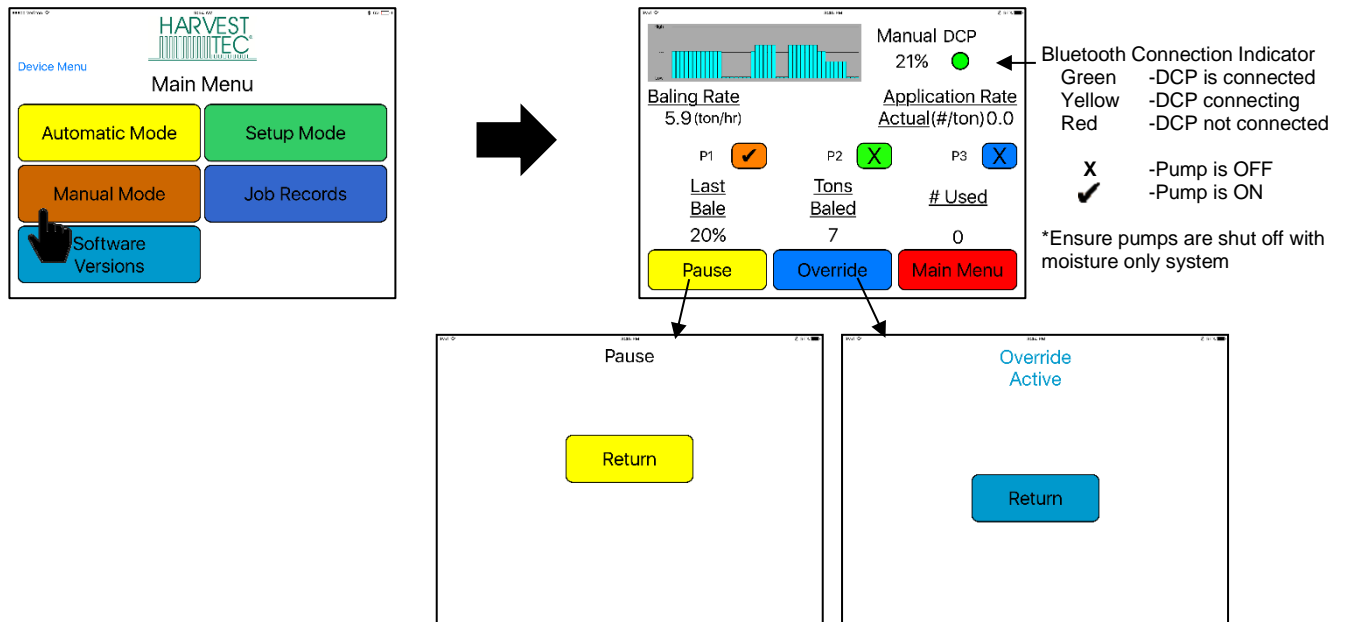 HARVEST
TEC
Device Menu
Main Menu
Automatic Mode
Setup Mode
Manual Mode
Job Records
Software
Versions
High
Low
Manual DCP
21%
Baling Rate
5.9 (ton/hr)
Application Rate
Actual(#/ton) 0.0
P1 ✔
P2 X
P3 X
Last
Bale
20%
Tons
Baled
7
# Used
0
Pause
Override
Main Menu
Bluetooth Connection Indicator
Green -DCP is connected
Yellow -DCP connecting
Red -DCP not connected
X -Pump is OFF
✔ -Pump is ON
*Ensure pumps are shut off with
moisture only system
Pause
Return
Override
Active
Return